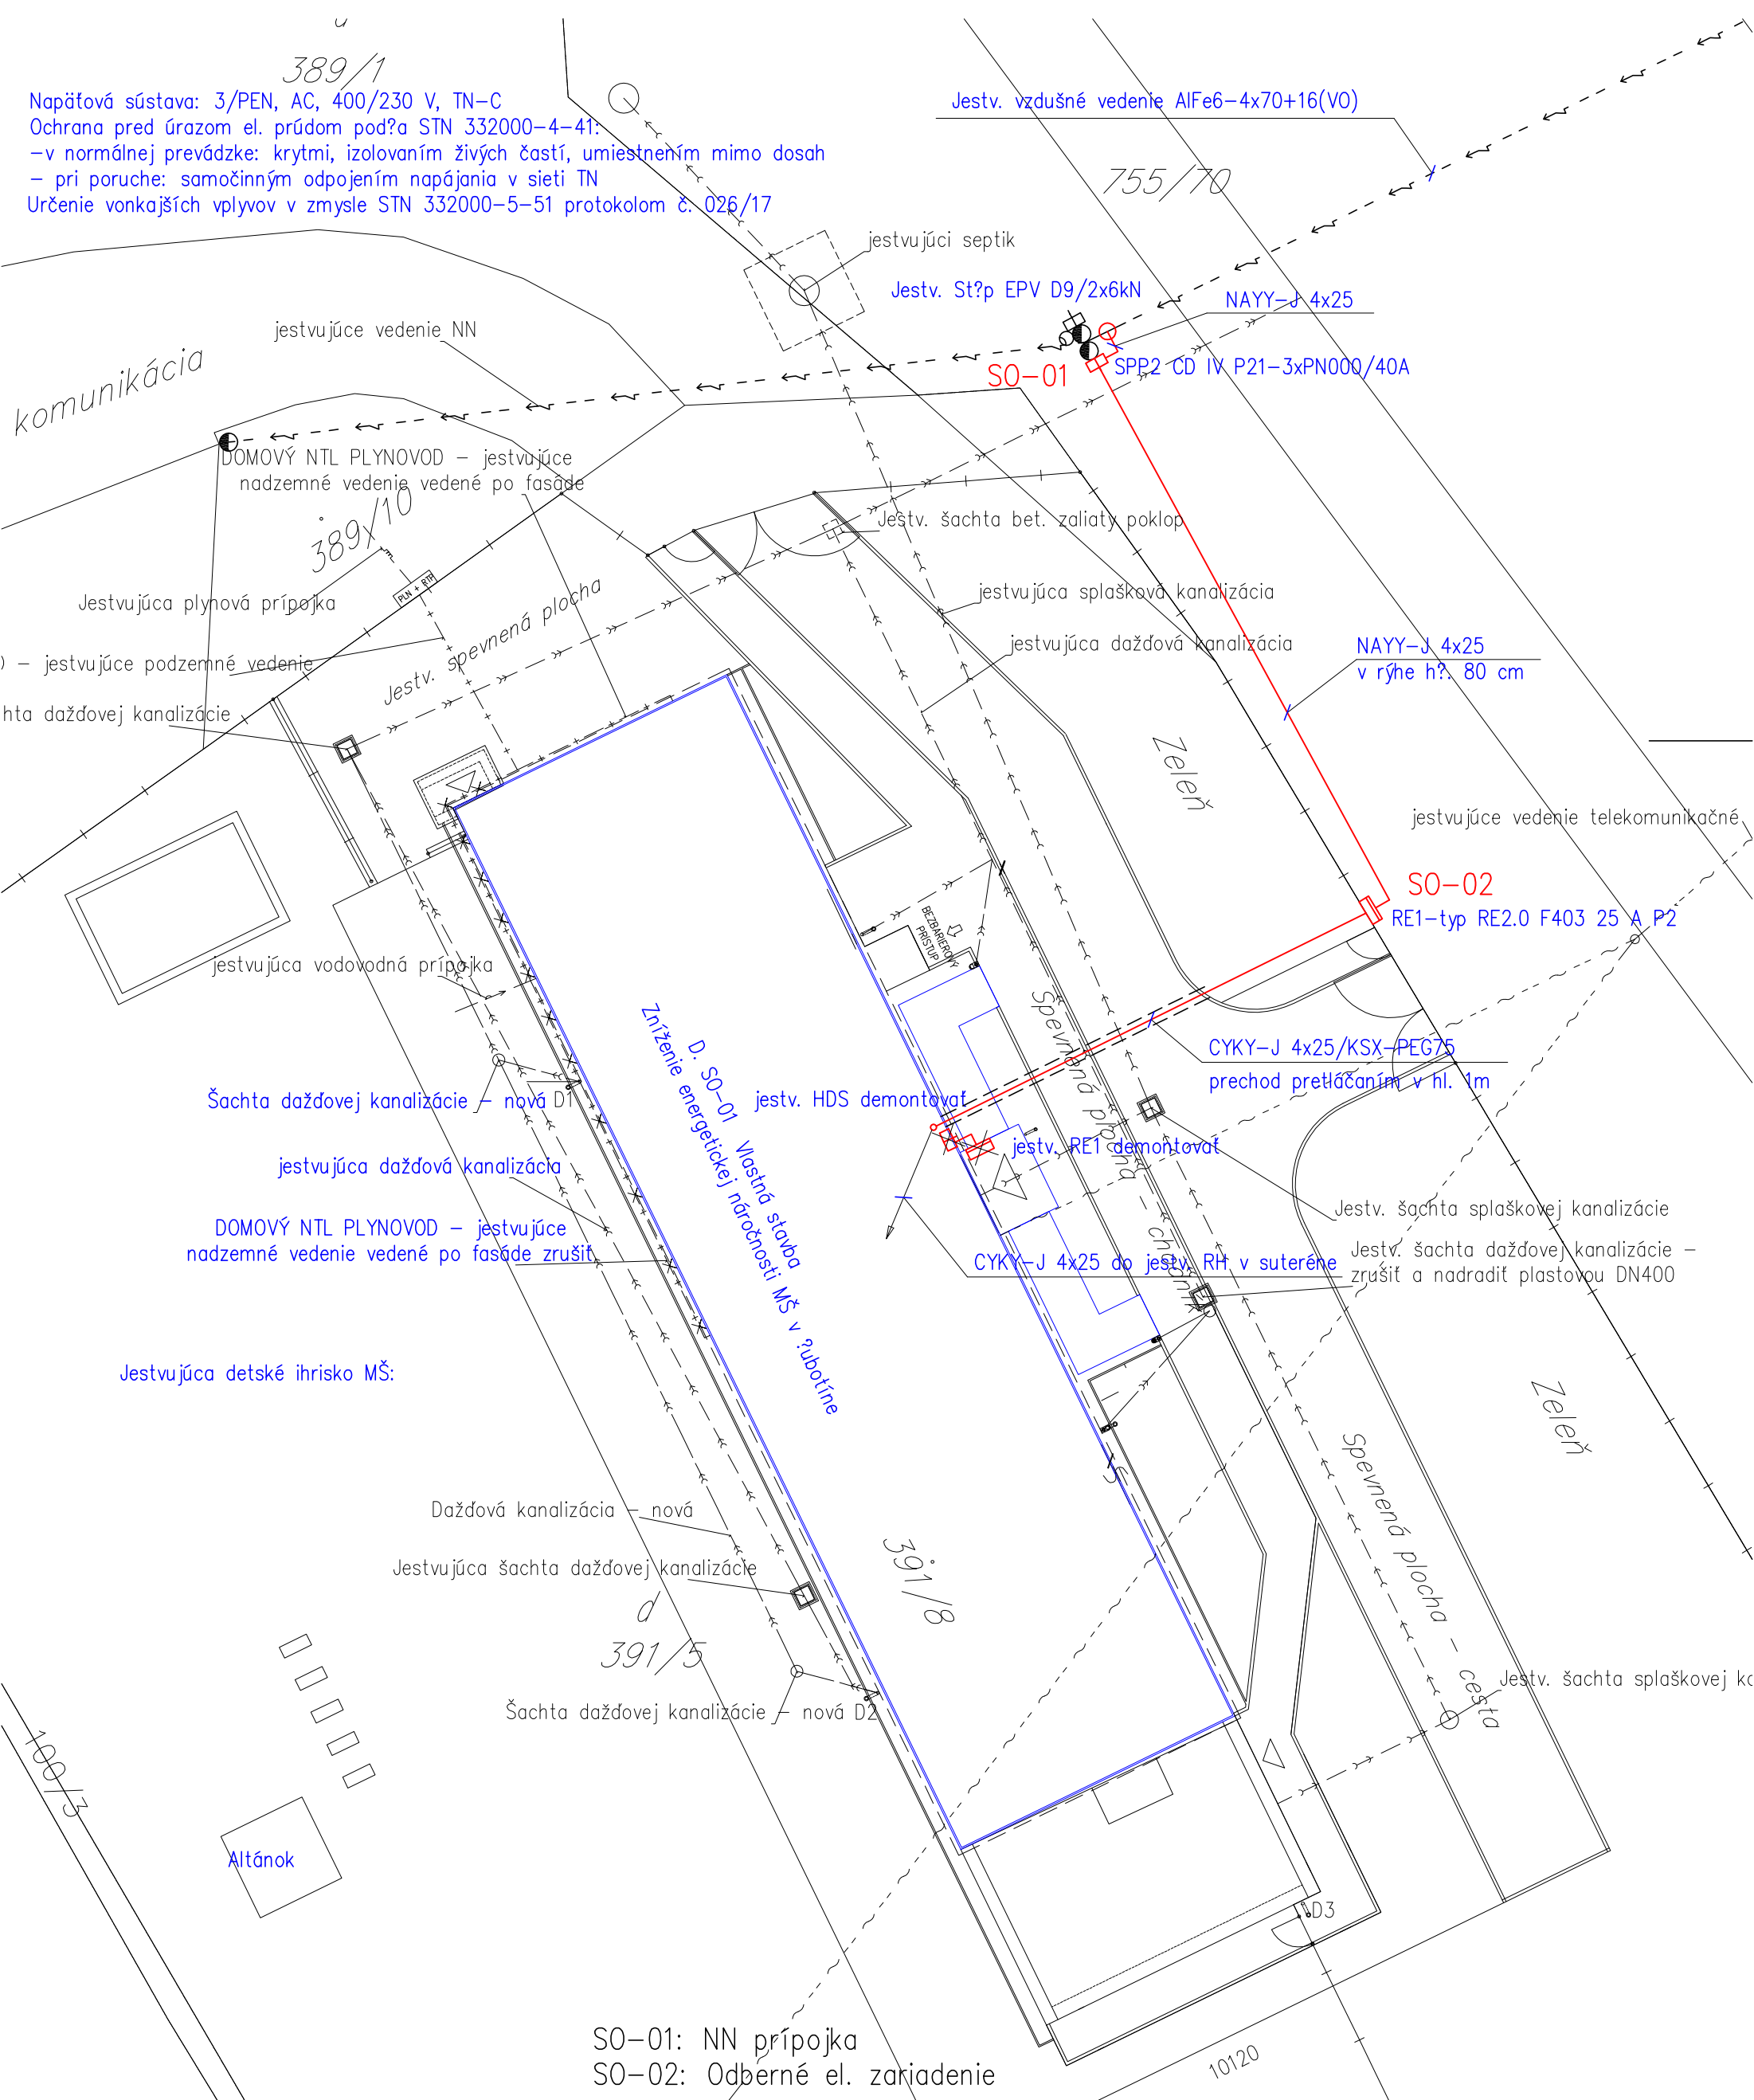 389/1
Napäťová sústava: 3/PEN, AC, 400/230 V, TN-C
Ochrana pred úrazom el. prúdom pod?a STN 332000-4-41:
-v normálnej prevádzke: krytmi, izolovaním živých častí, umiestnením mimo dosah
- pri poruche: samočinným odpojením napájania v sieti TN
Určenie vonkajších vplyvov v zmysle STN 332000-5-51 protokolom č. 026/17
Jestv. vzdušné vedenie AlFe6-4x70+16(VO)
755/70
jestvujúci septik
Jestv. St?p EPV D9/2x6kN
NAYY-J 4x25
jestvujúce vedenie NN
komunikácia
SO-01
SPP2 CD IV P21-3xPN000/40A
DOMOVÝ NTL PLYNOVOD - jestvujúce
nadzemné vedenie vedené po fasáde
389/10
Jestv. šachta bet. zaliaty poklop
PLN + RTP
Jestvujúca plynová prípojka
Jestv. spevnená plocha
jestvujúca splašková kanalizácia
jestvujúca dažďová kanalizácia
NAYY-J 4x25
v rýhe h?. 80 cm
) - jestvujúce podzemné vedenie
hta dažďovej kanalizácie
Zeleň
jestvujúce vedenie telekomunikačné
SO-02
RE1-typ RE2.0 F403 25 A P2
BEZBARIEROVÝ
PRÍSTUP
jestvujúca vodovodná prípojka
D. SO-01 Vlastná stavba
Zníženie energetickej náročnosti MŠ v ?ubotíne
Spevnená plocha - chodník
CYKY-J 4x25/KSX-PEG75
prechod pretláčaním v hl. 1m
Šachta dažďovej kanalizácie - nová D1
jestv. HDS demontovať
jestv. RE1 demontovať
jestvujúca dažďová kanalizácia
DOMOVÝ NTL PLYNOVOD - jestvujúce
nadzemné vedenie vedené po fasáde zrušiť
Jestv. šachta splaškovej kanalizácie
CYKY-J 4x25 do jestv. RH v suteréne
Jestv. šachta dažďovej kanalizácie -
zrušiť a nadradiť plastovou DN400
Jestvujúca detské ihrisko MŠ:
Zeleň
Spevnená plocha - cesta
Dažďová kanalizácia - nová
Jestvujúca šachta dažďovej kanalizácie
391/8
391/5
Šachta dažďovej kanalizácie - nová D2
Jestv. šachta splaškovej ka
100/3
Altánok
D3
SO-01: NN prípojka
SO-02: Odberné el. zariadenie
10120